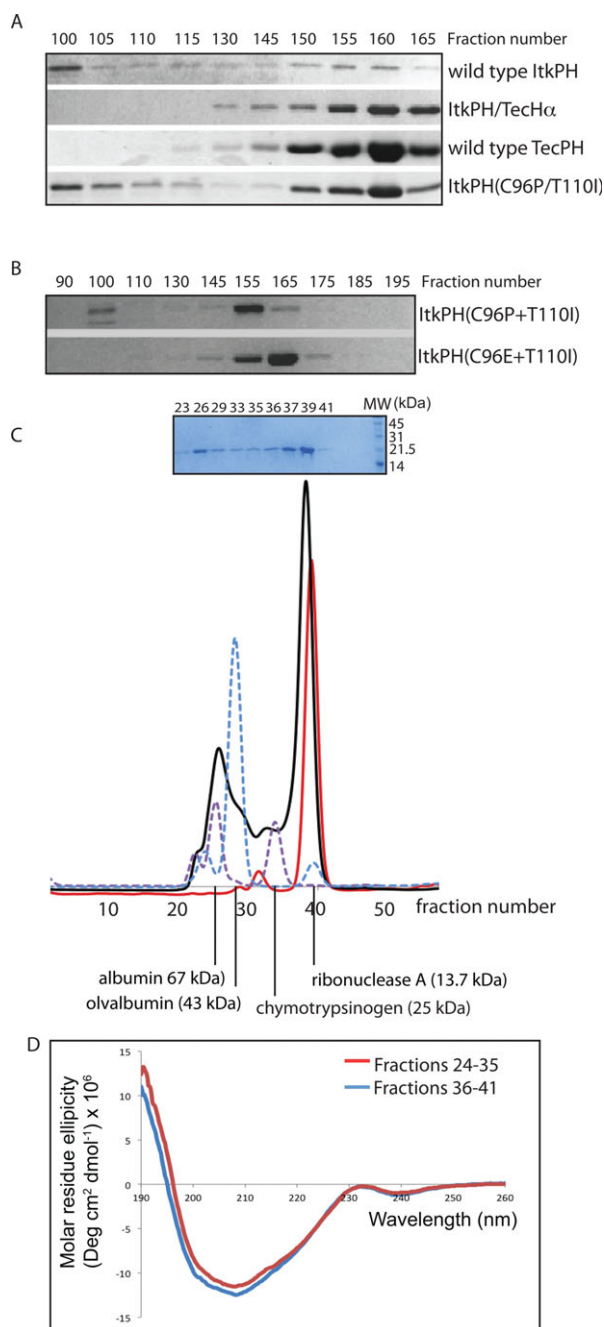 A
100 105 110 115 130 145 150 155 160 165 Fraction number
wild type ItkPH
ItkPH/TecHα
wild type TecPH
ItkPH(C96P/T110I)
B
90 100 110 130 145 155 165 175 185 195 Fraction number
ItkPH(C96P+T110I)
ItkPH(C96E+T110I)
C
23 26 29 33 35 36 37 39 41 MW (kDa)
45
31
21.5
14
10 20 30 40 50 fraction number
albumin 67 kDa)
ribonuclease A (13.7 kDa)
olvalbumin (43 kDa)
chymotrypsinogen (25 kDa)
D
Molar residue ellipicity
(Deg cm² dmol⁻¹) x 10⁶
15
10
5
0
-5
-10
-15
190 200 210 220 230 240 250 260
Wavelength (nm)
Fractions 24-35
Fractions 36-41